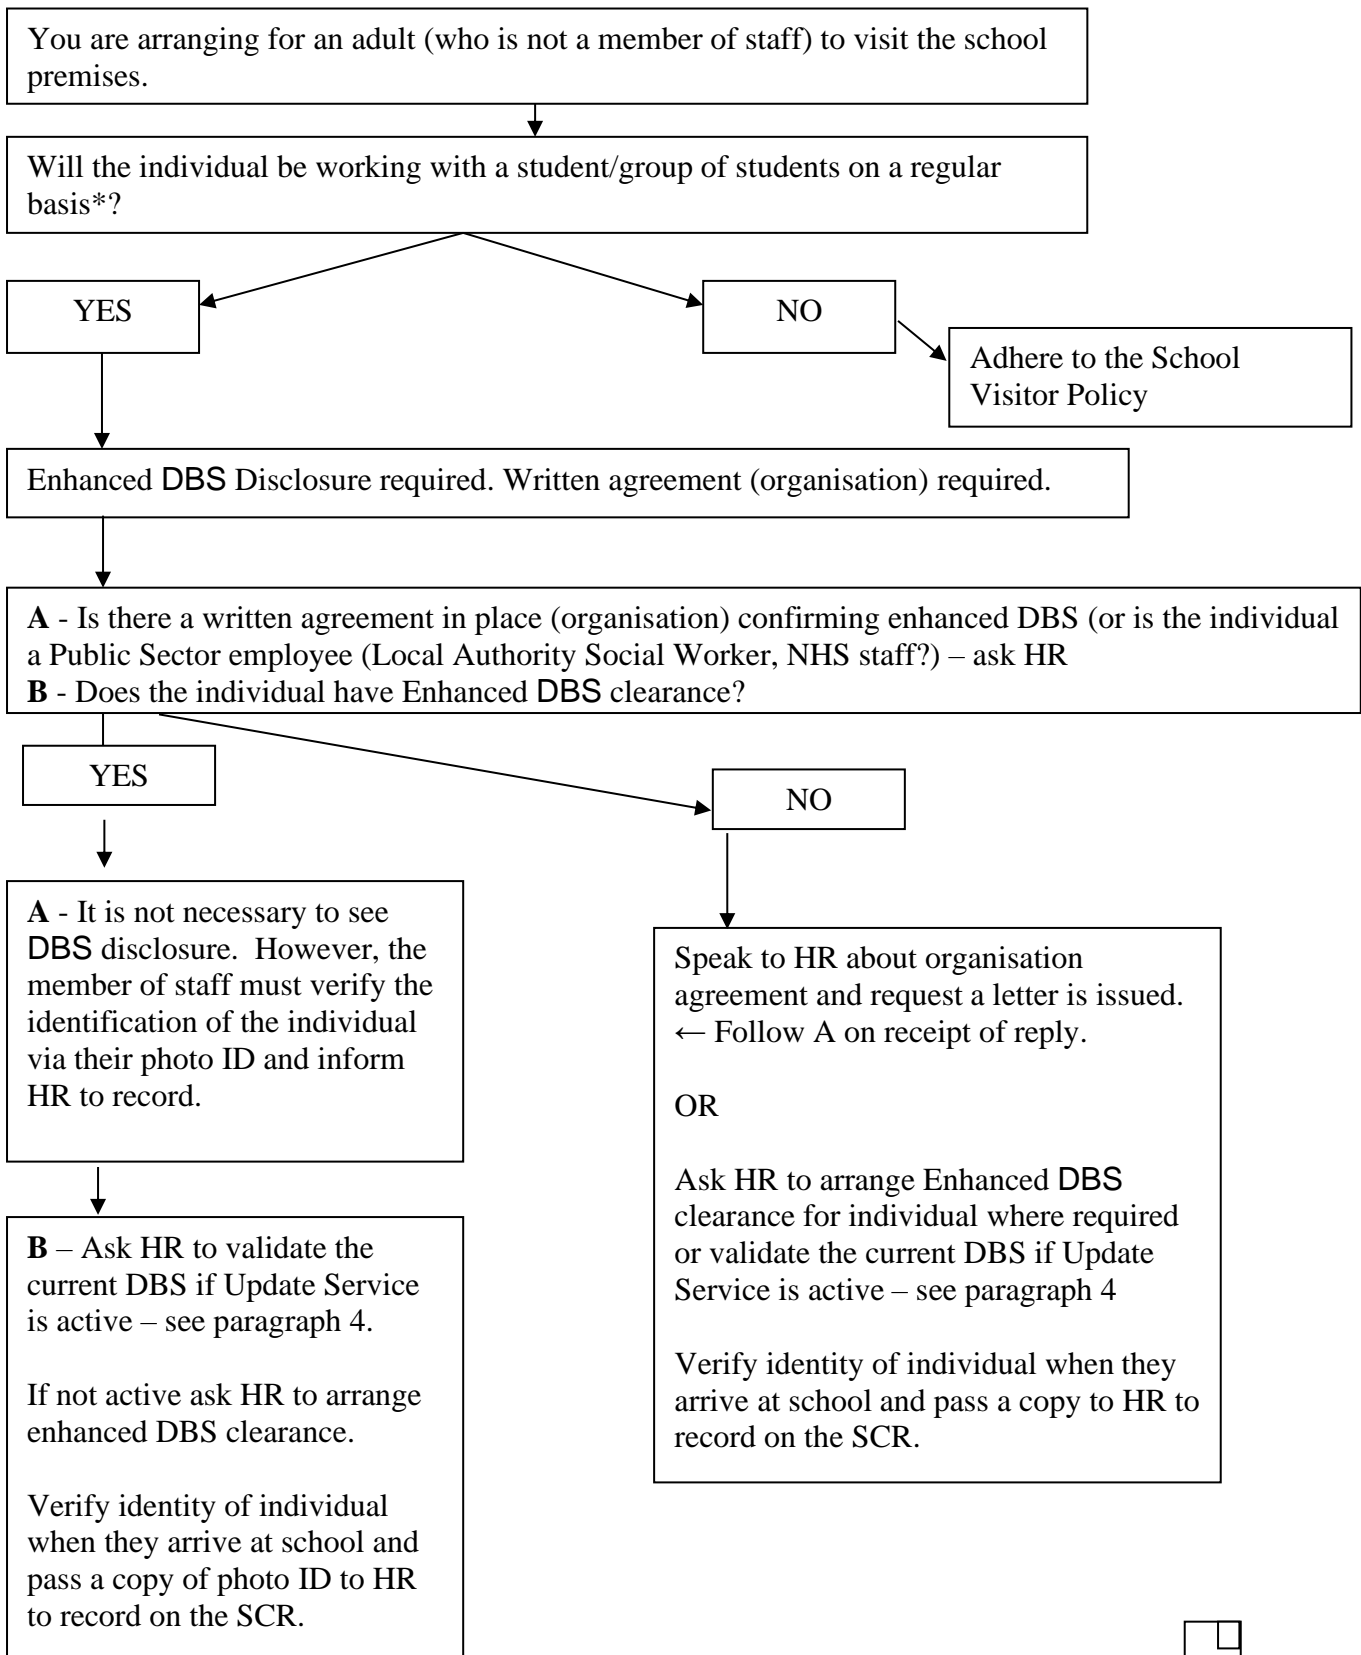 You are arranging for an adult (who is not a member of staff) to visit the school
premises.
Will the individual be working with a student/group of students on a regular
basis*?
YES
NO
Adhere to the School
Visitor Policy
Enhanced DBS Disclosure required. Written agreement (organisation) required.
A - Is there a written agreement in place (organisation) confirming enhanced DBS (or is the individual
a Public Sector employee (Local Authority Social Worker, NHS staff?) – ask HR
B - Does the individual have Enhanced DBS clearance?
YES
NO
A - It is not necessary to see
DBS disclosure. However, the
member of staff must verify the
identification of the individual
via their photo ID and inform
HR to record.
B – Ask HR to validate the
current DBS if Update Service
is active – see paragraph 4.
If not active ask HR to arrange
enhanced DBS clearance.
Verify identity of individual
when they arrive at school and
pass a copy of photo ID to HR
to record on the SCR.
Speak to HR about organisation
agreement and request a letter is issued.
← Follow A on receipt of reply.
OR
Ask HR to arrange Enhanced DBS
clearance for individual where required
or validate the current DBS if Update
Service is active – see paragraph 4
Verify identity of individual when they
arrive at school and pass a copy to HR to
record on the SCR.